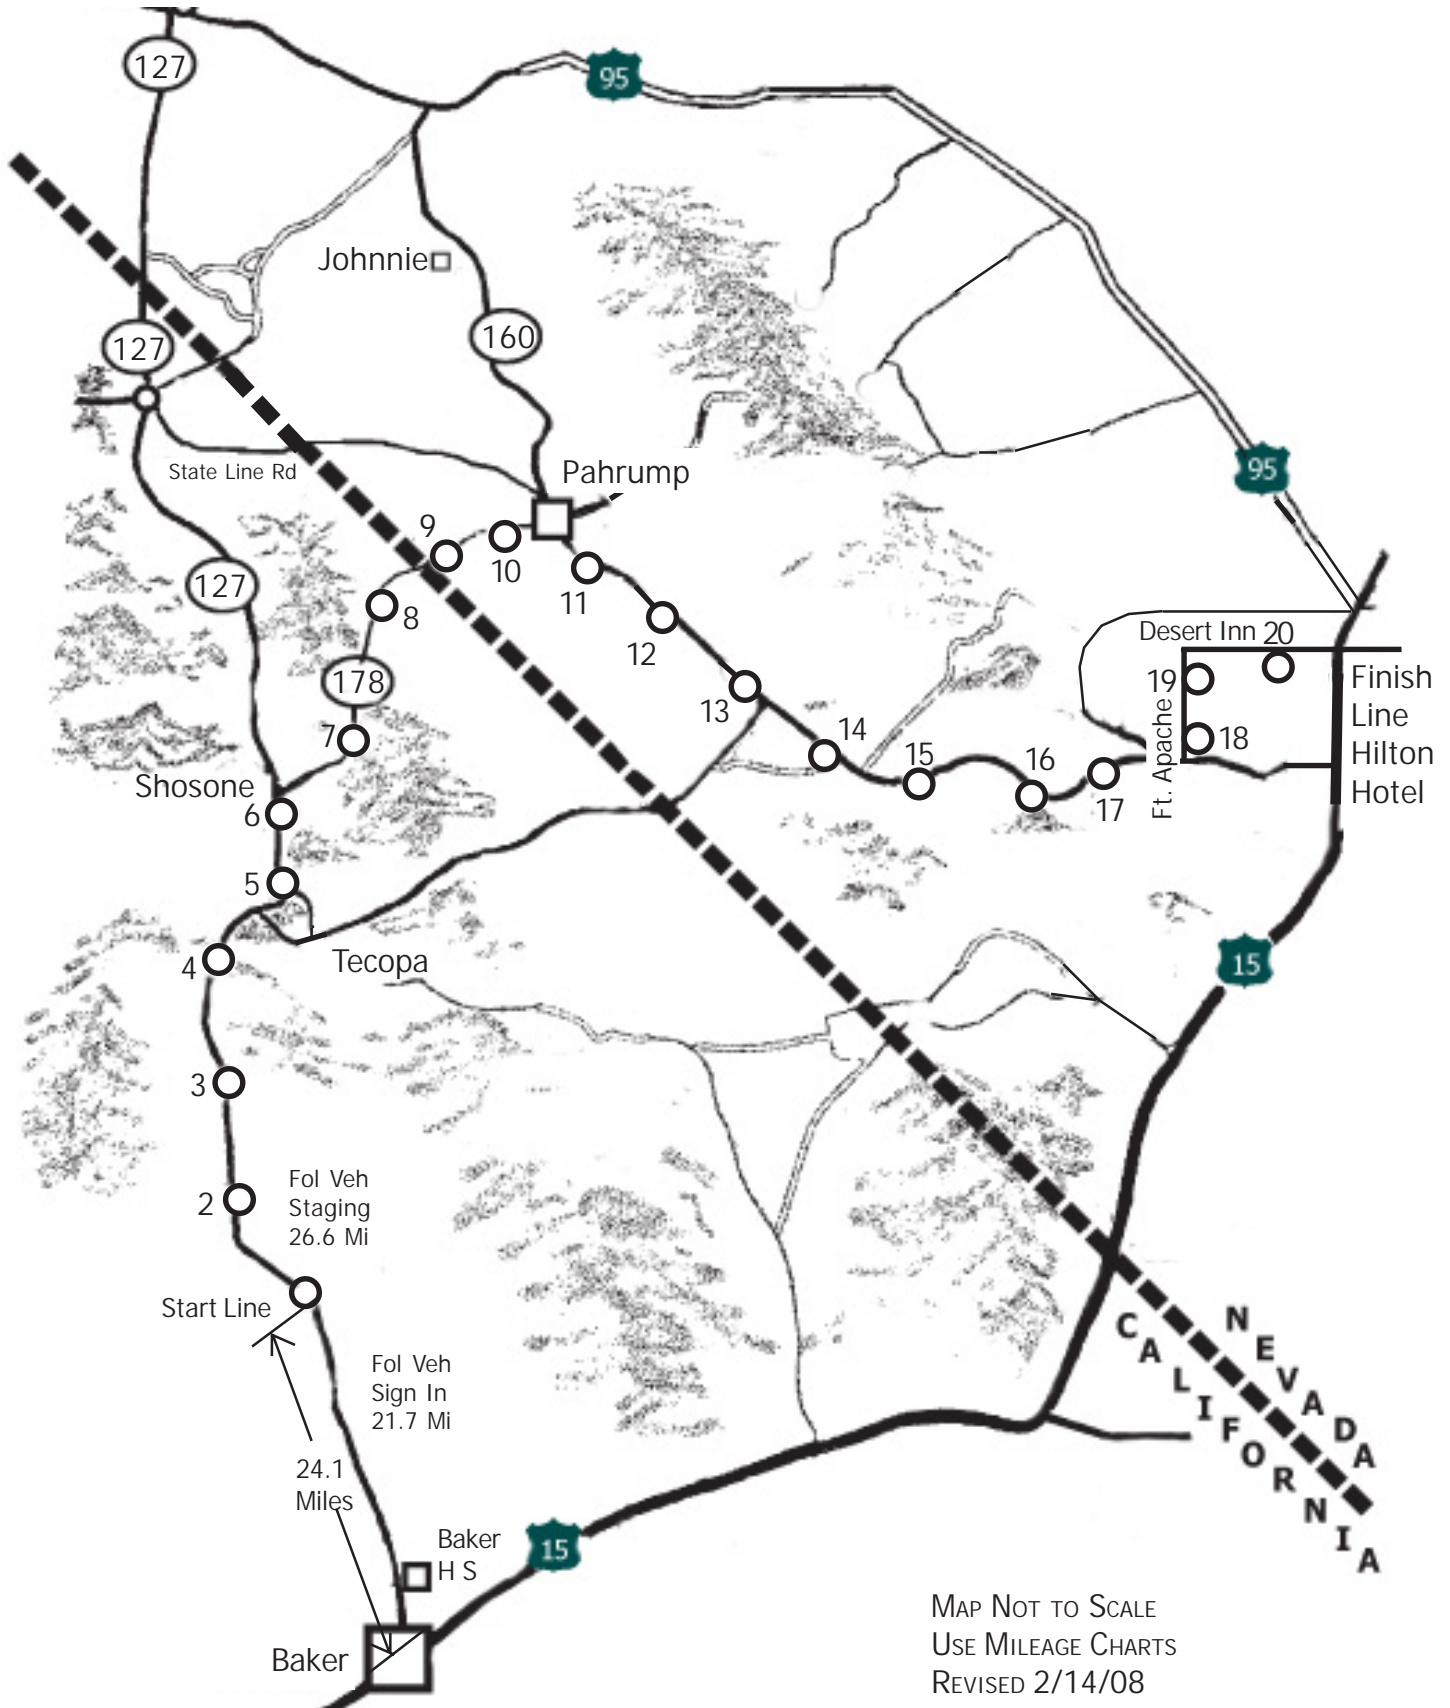 127
95
Johnnie
160
127
95
State Line Rd
Pahrump
9
10
127
11
8
12
Desert Inn 20
178
13
19
Finish
Line
Hilton
Hotel
7
14
18
Ft. Apache
15
16
17
Shosone
6
5
4
Tecopa
15
3
2
Fol Veh
Staging
26.6 Mi
Start Line
Fol Veh
Sign In
21.7 Mi
NEVADA
CALIFORNIA
24.1
Miles
Baker
H S
15
Baker
MAP NOT TO SCALE
USE MILEAGE CHARTS
REVISED 2/14/08